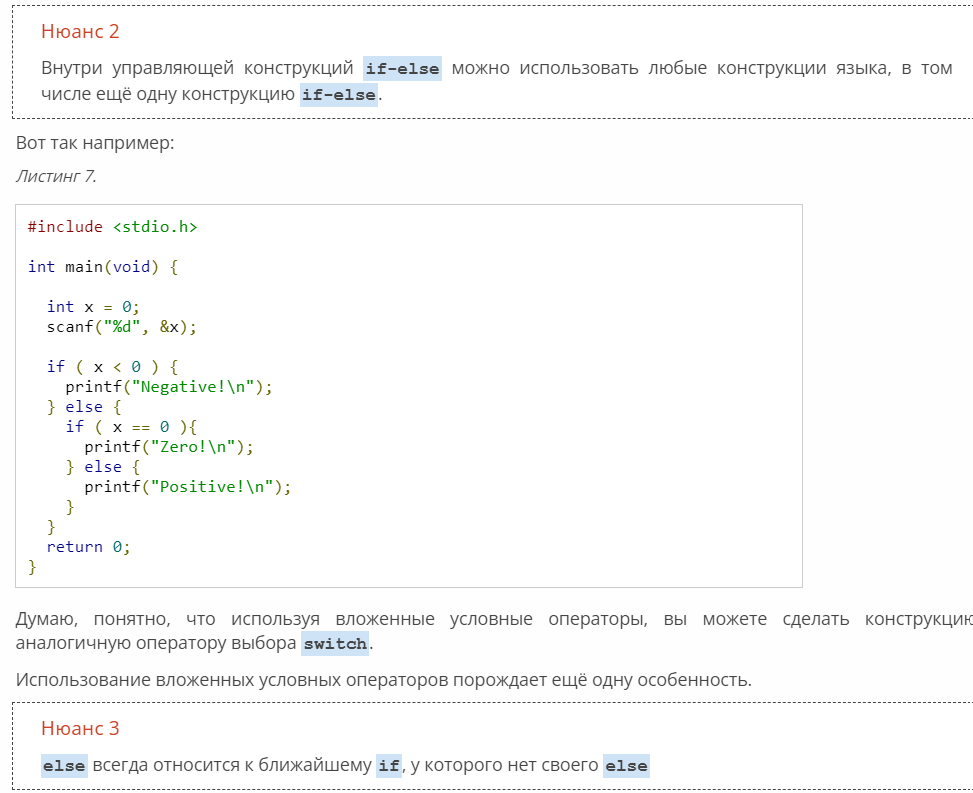 Нюанс 2
Внутри управляющей конструкций if-else можно использовать любые конструкции языка, в том
числе ещё одну конструкцию if-else.
Вот так например:
Листинг 7.
#include <stdio.h>
int main(void) {
int x = 0;
scanf("%d", &x);
if ( x < 0 ) {
printf("Negative!\n");
} else {
if ( x == 0 ){
printf("Zero!\n");
} else {
printf("Positive!\n");
}
}
return 0;
}
Думаю, понятно, что используя вложенные условные операторы, вы можете сделать конструкцию
аналогичную оператору выбора switch.
Использование вложенных условных операторов порождает ещё одну особенность.
Нюанс 3
else всегда относится к ближайшему if, у которого нет своего else